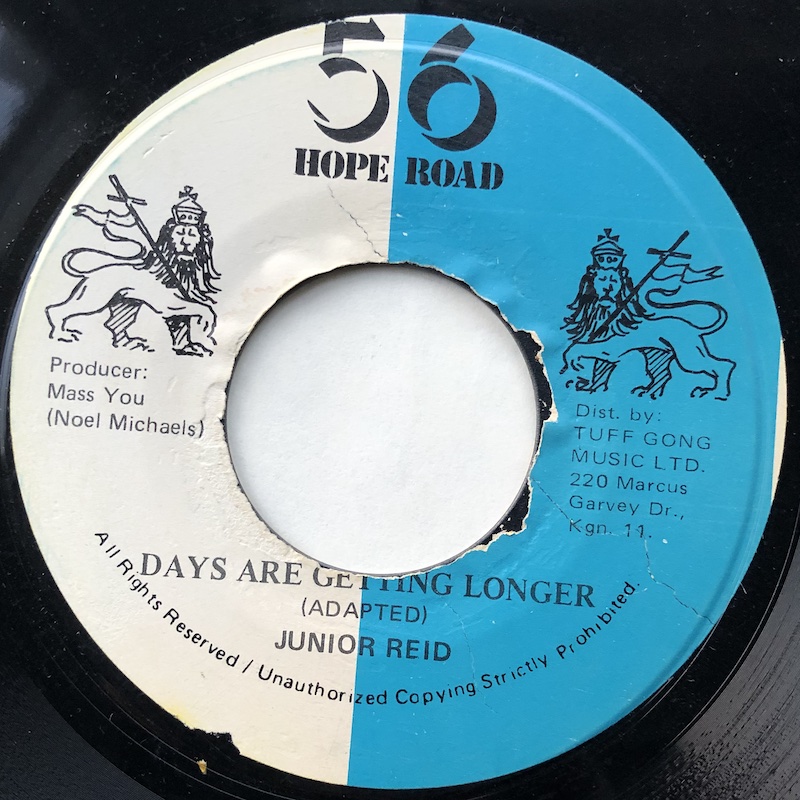 56
HOPE ROAD
Producer:
Mass You
(Noel Michaels)
Dist. by:
TUFF GONG
MUSIC LTD.
220 Marcus
Garvey Dr.,
Kgn. 11.
DAYS ARE GETTING LONGER
(ADAPTED)
JUNIOR REID
All Rights Reserved / Unauthorized Copying Strictly Prohibited.